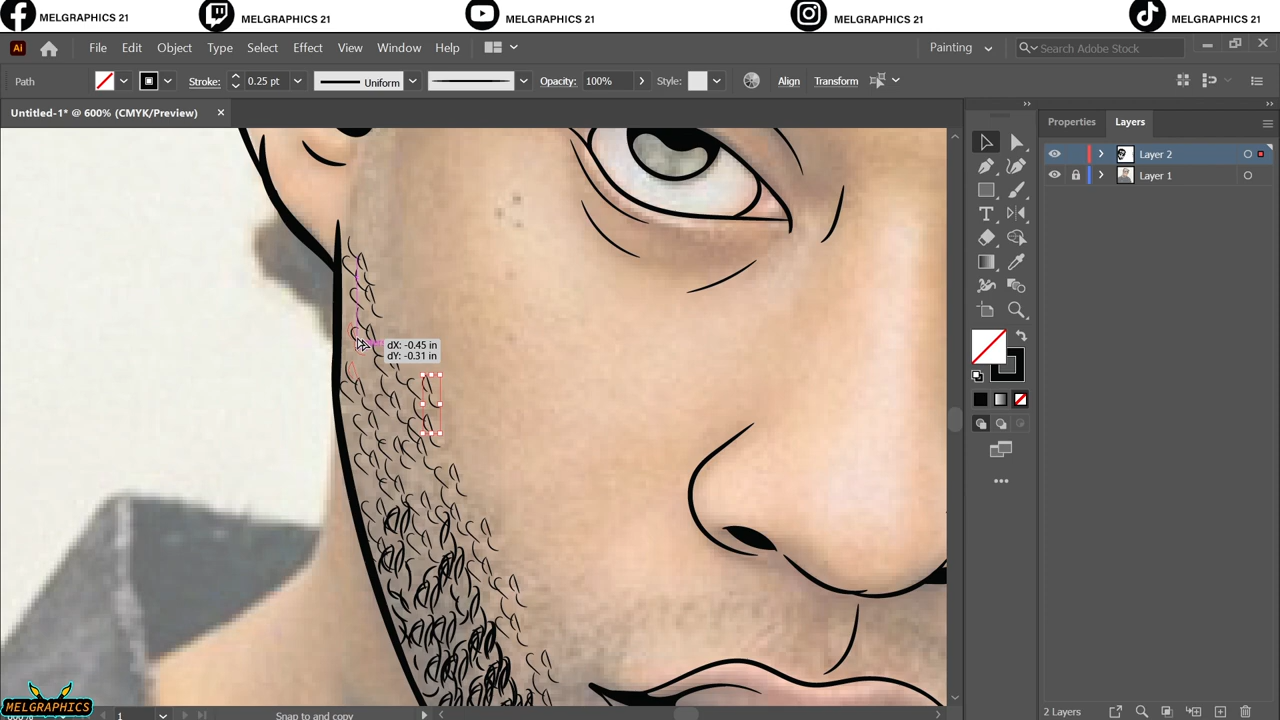 MELGRAPHICS 21 MELGRAPHICS 21 MELGRAPHICS 21 MELGRAPHICS 21 MELGRAPHICS 21
Ai File Edit Object Type Select Effect View Window Help Painting Search Adobe Stock
Path Stroke: 0.25 pt Uniform Opacity: 100% Style: Align Transform
Untitled-1* @ 600% (CMYK/Preview)
Properties Layers
Layer 2
Layer 1
dX: -0.45 in
dY: -0.31 in
MELGRAPHICS
1 Snap to and copy 2 Layers